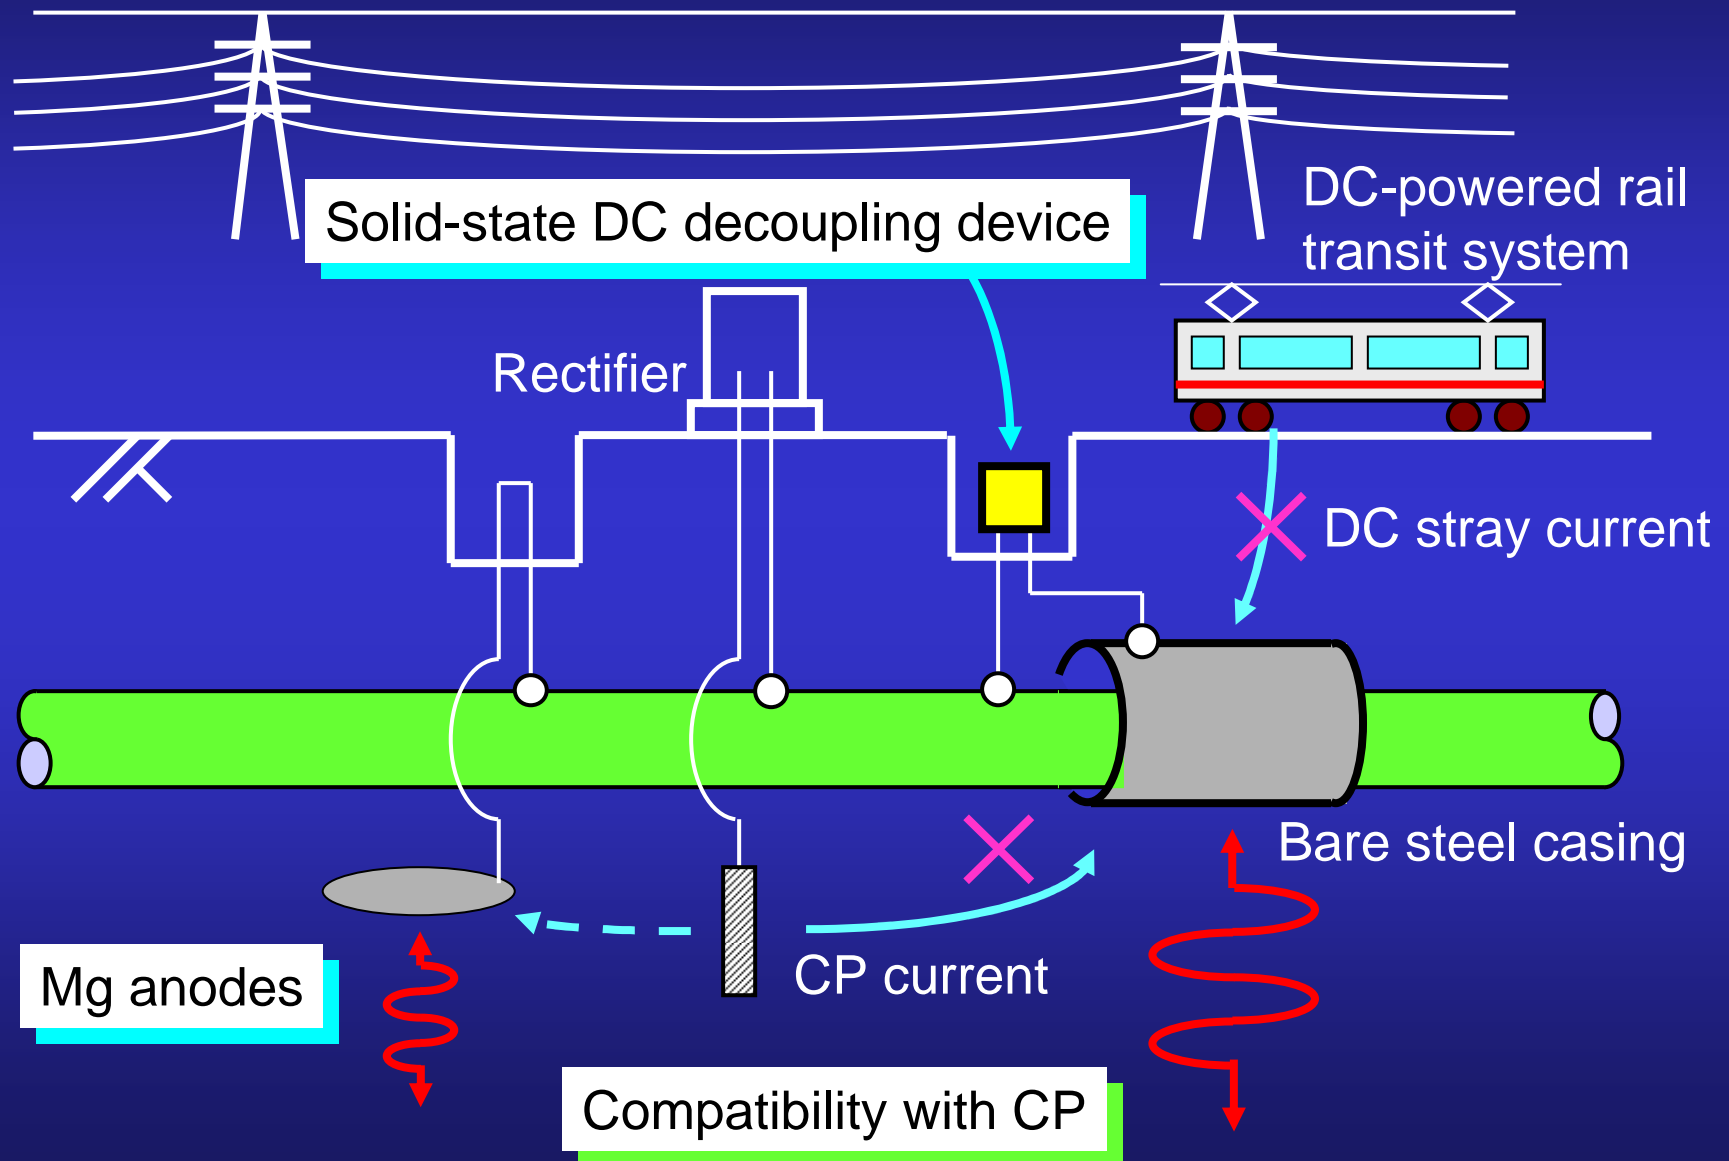 Solid-state DC decoupling device
DC-powered rail
transit system
Rectifier
DC stray current
Bare steel casing
Mg anodes
CP current
Compatibility with CP